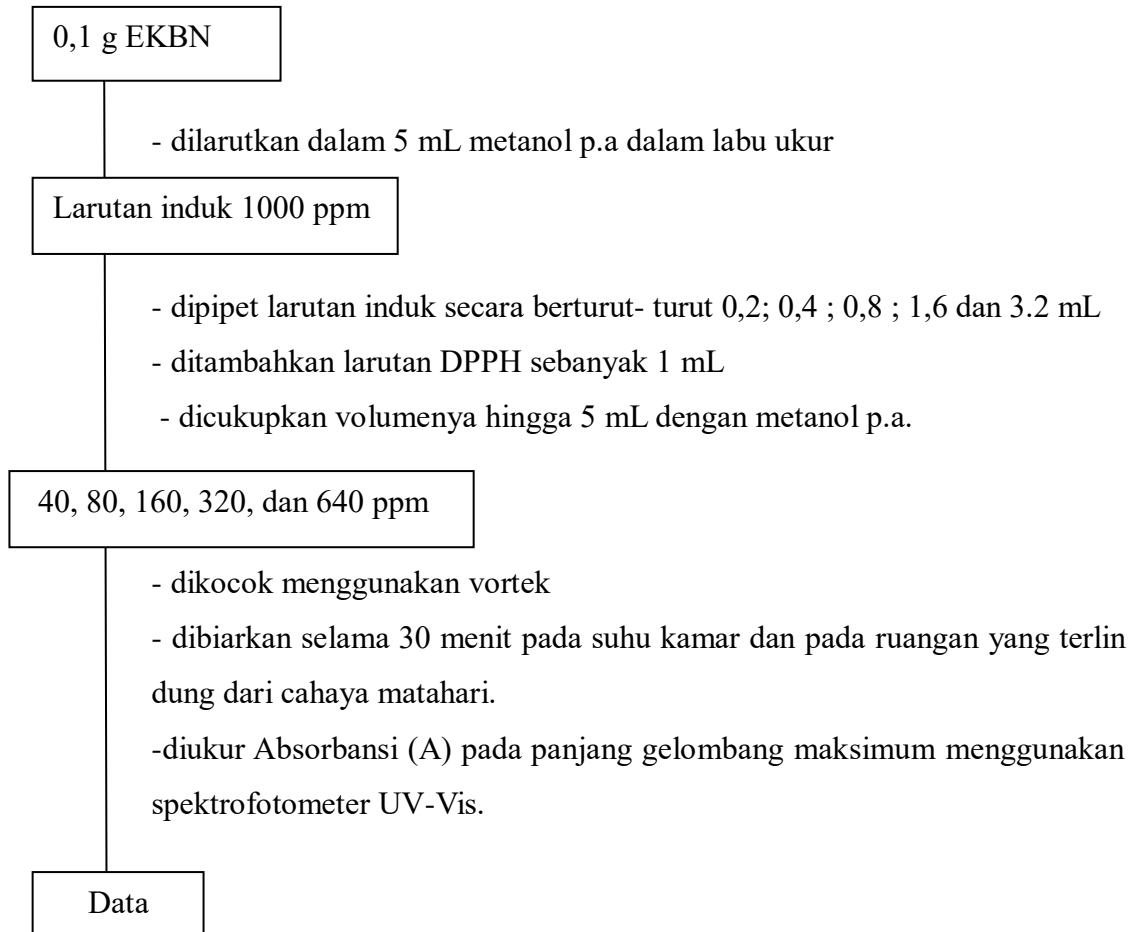 0,1 g EKBN
- dilarutkan dalam 5 mL metanol p.a dalam labu ukur
Larutan induk 1000 ppm
- dipipet larutan induk secara berturut- turut 0,2; 0,4 ; 0,8 ; 1,6 dan 3.2 mL
- ditambahkan larutan DPPH sebanyak 1 mL
- dicukupkan volumenya hingga 5 mL dengan metanol p.a.
40, 80, 160, 320, dan 640 ppm
- dikocok menggunakan vortek
- dibiarkan selama 30 menit pada suhu kamar dan pada ruangan yang terlin
dung dari cahaya matahari.
-diukur Absorbansi (A) pada panjang gelombang maksimum menggunakan
spektrofotometer UV-Vis.
Data